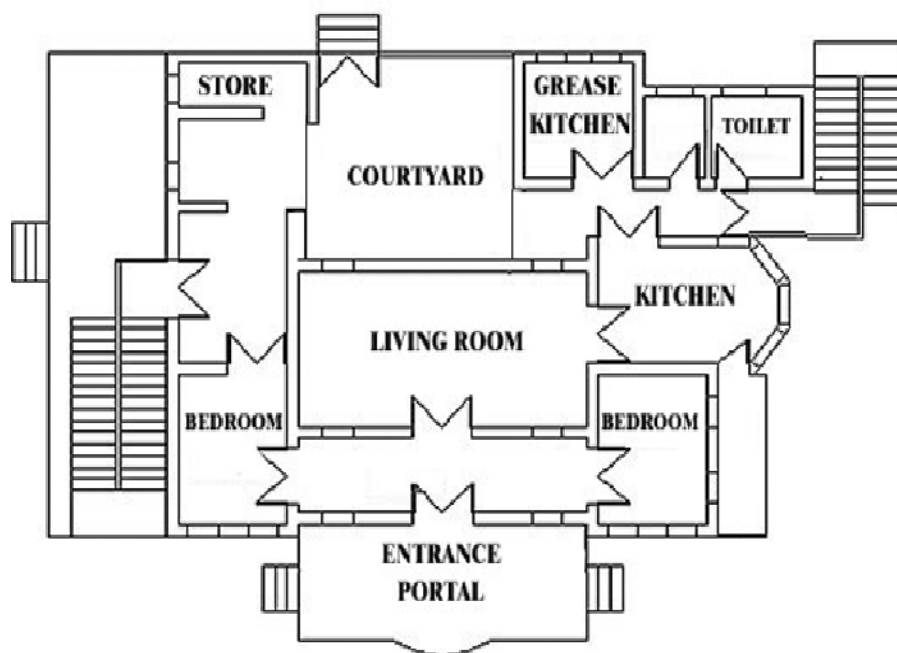 STORE
GREASE
KITCHEN
TOILET
COURTYARD
KITCHEN
LIVING ROOM
BEDROOM
BEDROOM
ENTRANCE
PORTAL